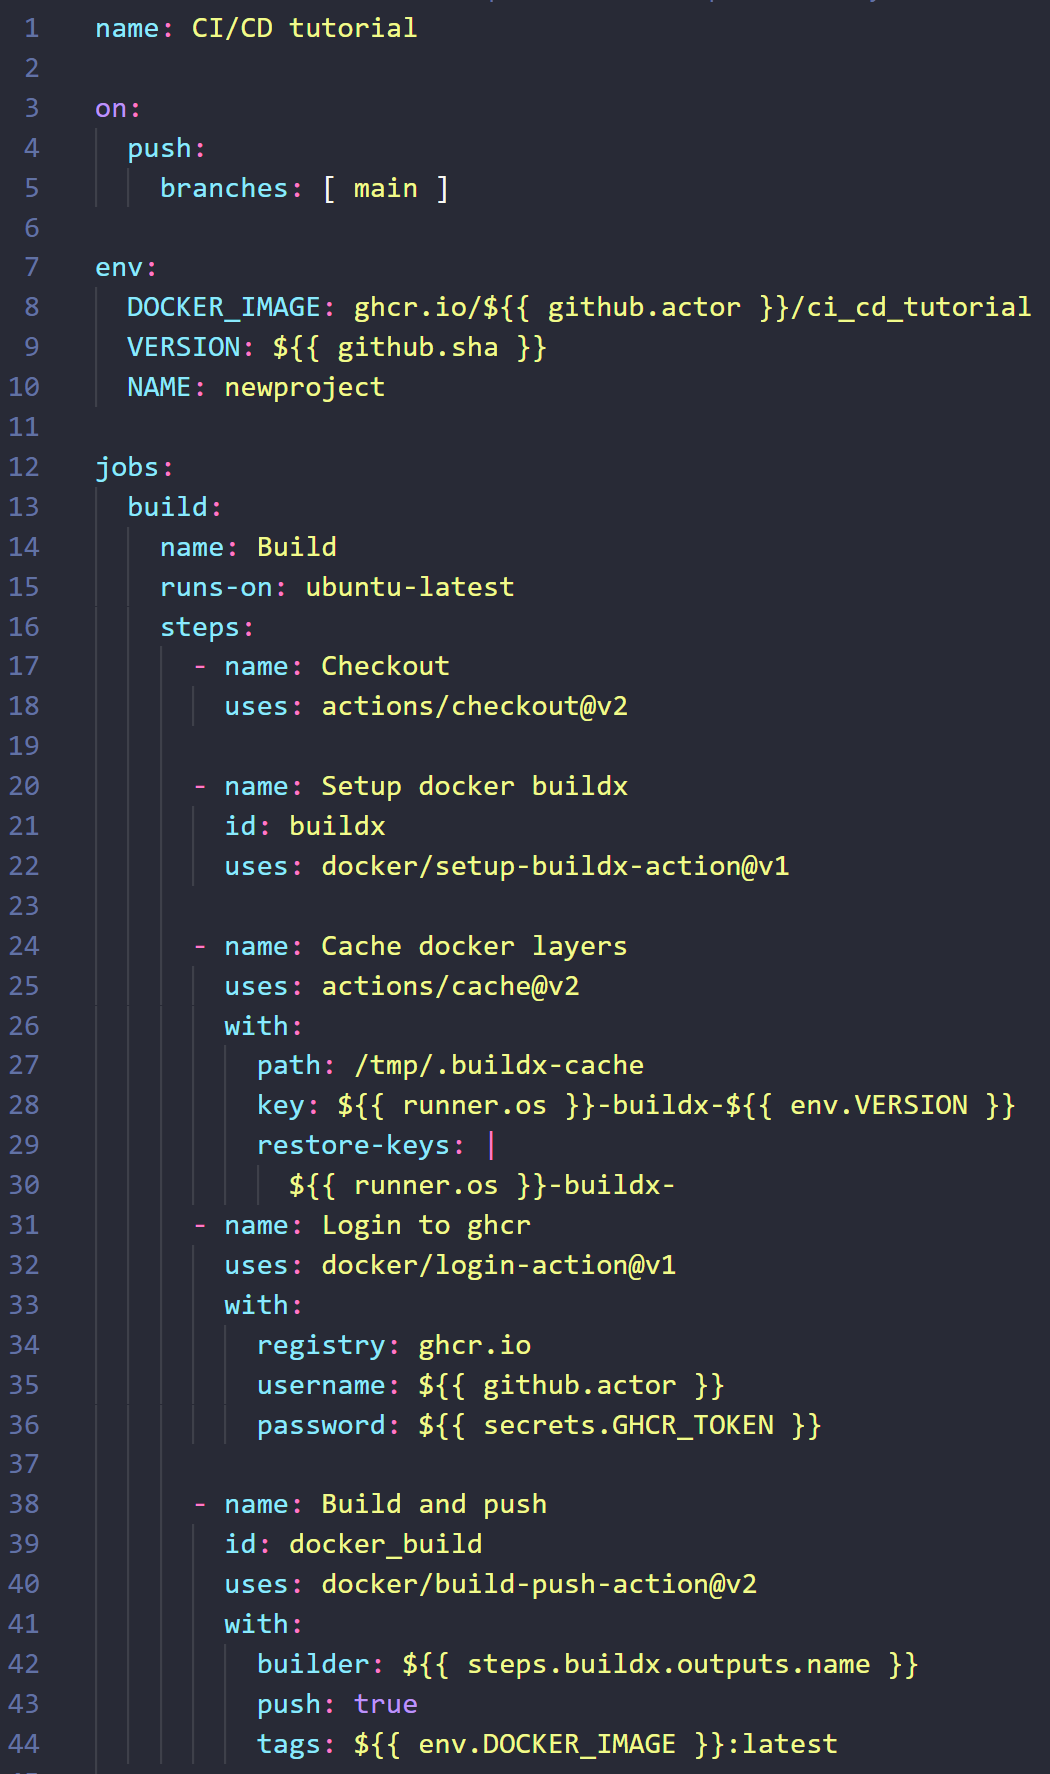 1 name: CI/CD tutorial
2
3 on:
4 push:
5 branches: [ main ]
6
7 env:
8 DOCKER_IMAGE: ghcr.io/${{ github.actor }}/ci_cd_tutorial
9 VERSION: ${{ github.sha }}
10 NAME: newproject
11
12 jobs:
13 build:
14 name: Build
15 runs-on: ubuntu-latest
16 steps:
17 - name: Checkout
18 uses: actions/checkout@v2
19
20 - name: Setup docker buildx
21 id: buildx
22 uses: docker/setup-buildx-action@v1
23
24 - name: Cache docker layers
25 uses: actions/cache@v2
26 with:
27 path: /tmp/.buildx-cache
28 key: ${{ runner.os }}-buildx-${{ env.VERSION }}
29 restore-keys: |
30 ${{ runner.os }}-buildx-
31 - name: Login to ghcr
32 uses: docker/login-action@v1
33 with:
34 registry: ghcr.io
35 username: ${{ github.actor }}
36 password: ${{ secrets.GHCR_TOKEN }}
37
38 - name: Build and push
39 id: docker_build
40 uses: docker/build-push-action@v2
41 with:
42 builder: ${{ steps.buildx.outputs.name }}
43 push: true
44 tags: ${{ env.DOCKER_IMAGE }}:latest